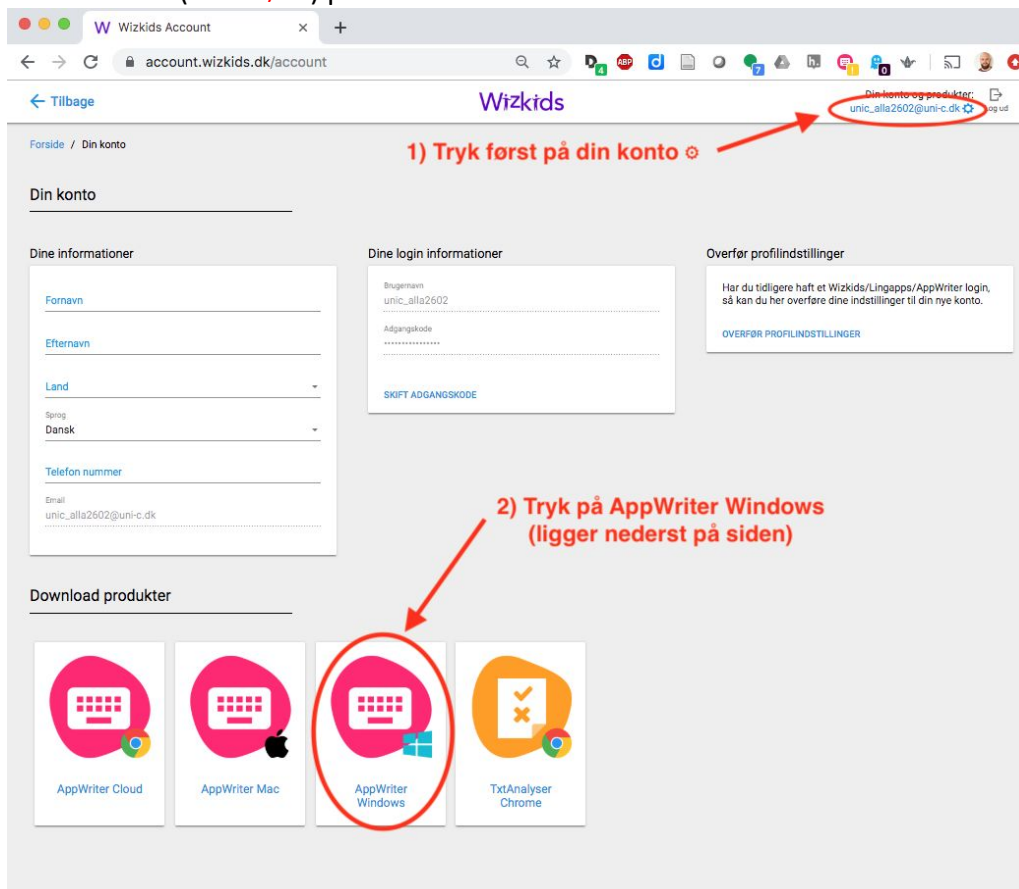 Wizkids Account
account.wizkids.dk/account
Tilbage
Wizkids
Din konto og produkter:
unic_alla2602@uni-c.dk
Log ud
Forside / Din konto
1) Tryk først på din konto
Din konto
Dine informationer
Dine login informationer
Overfør profilindstillinger
Fornavn
Efternavn
Land
Sprog
Dansk
Telefon nummer
Email
unic_alla2602@uni-c.dk
Brugernavn
unic_alla2602
Adgangskode
SKIFT ADGANGSKODE
Har du tidligere haft et Wizkids/Lingapps/AppWriter login,
så kan du her overføre dine indstillinger til din nye konto.
OVERFØR PROFILINDSTILLINGER
2) Tryk på AppWriter Windows
(ligger nederst på siden)
Download produkter
AppWriter Cloud
AppWriter Mac
AppWriter
Windows
TxtAnalyser
Chrome